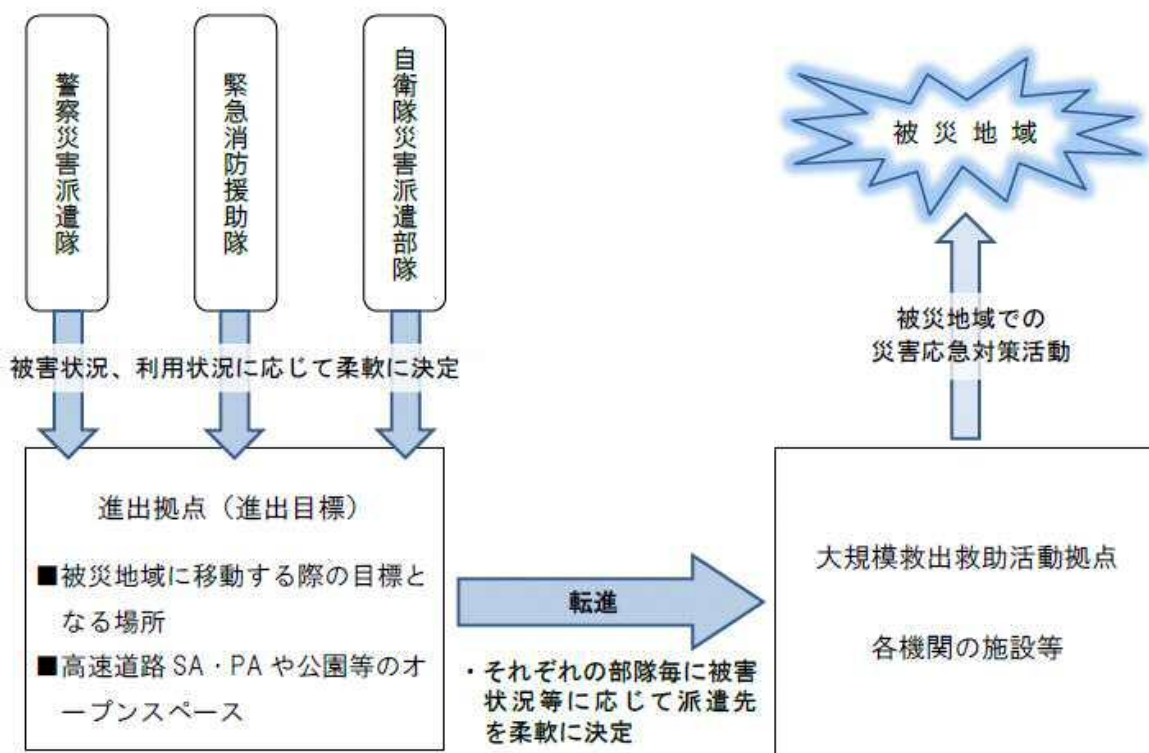 警察災害派遣隊
緊急消防援助隊
自衛隊災害派遣部隊
被害状況、利用状況に応じて柔軟に決定
進出拠点（進出目標）
■被災地域に移動する際の目標と
なる場所
■高速道路 SA・PA や公園等のオ
ープンスペース
転進
・それぞれの部隊毎に被害
状況等に応じて派遣先
を柔軟に決定
大規模救出救助活動拠点
各機関の施設等
被災地域での
災害応急対策活動
被 災 地 域